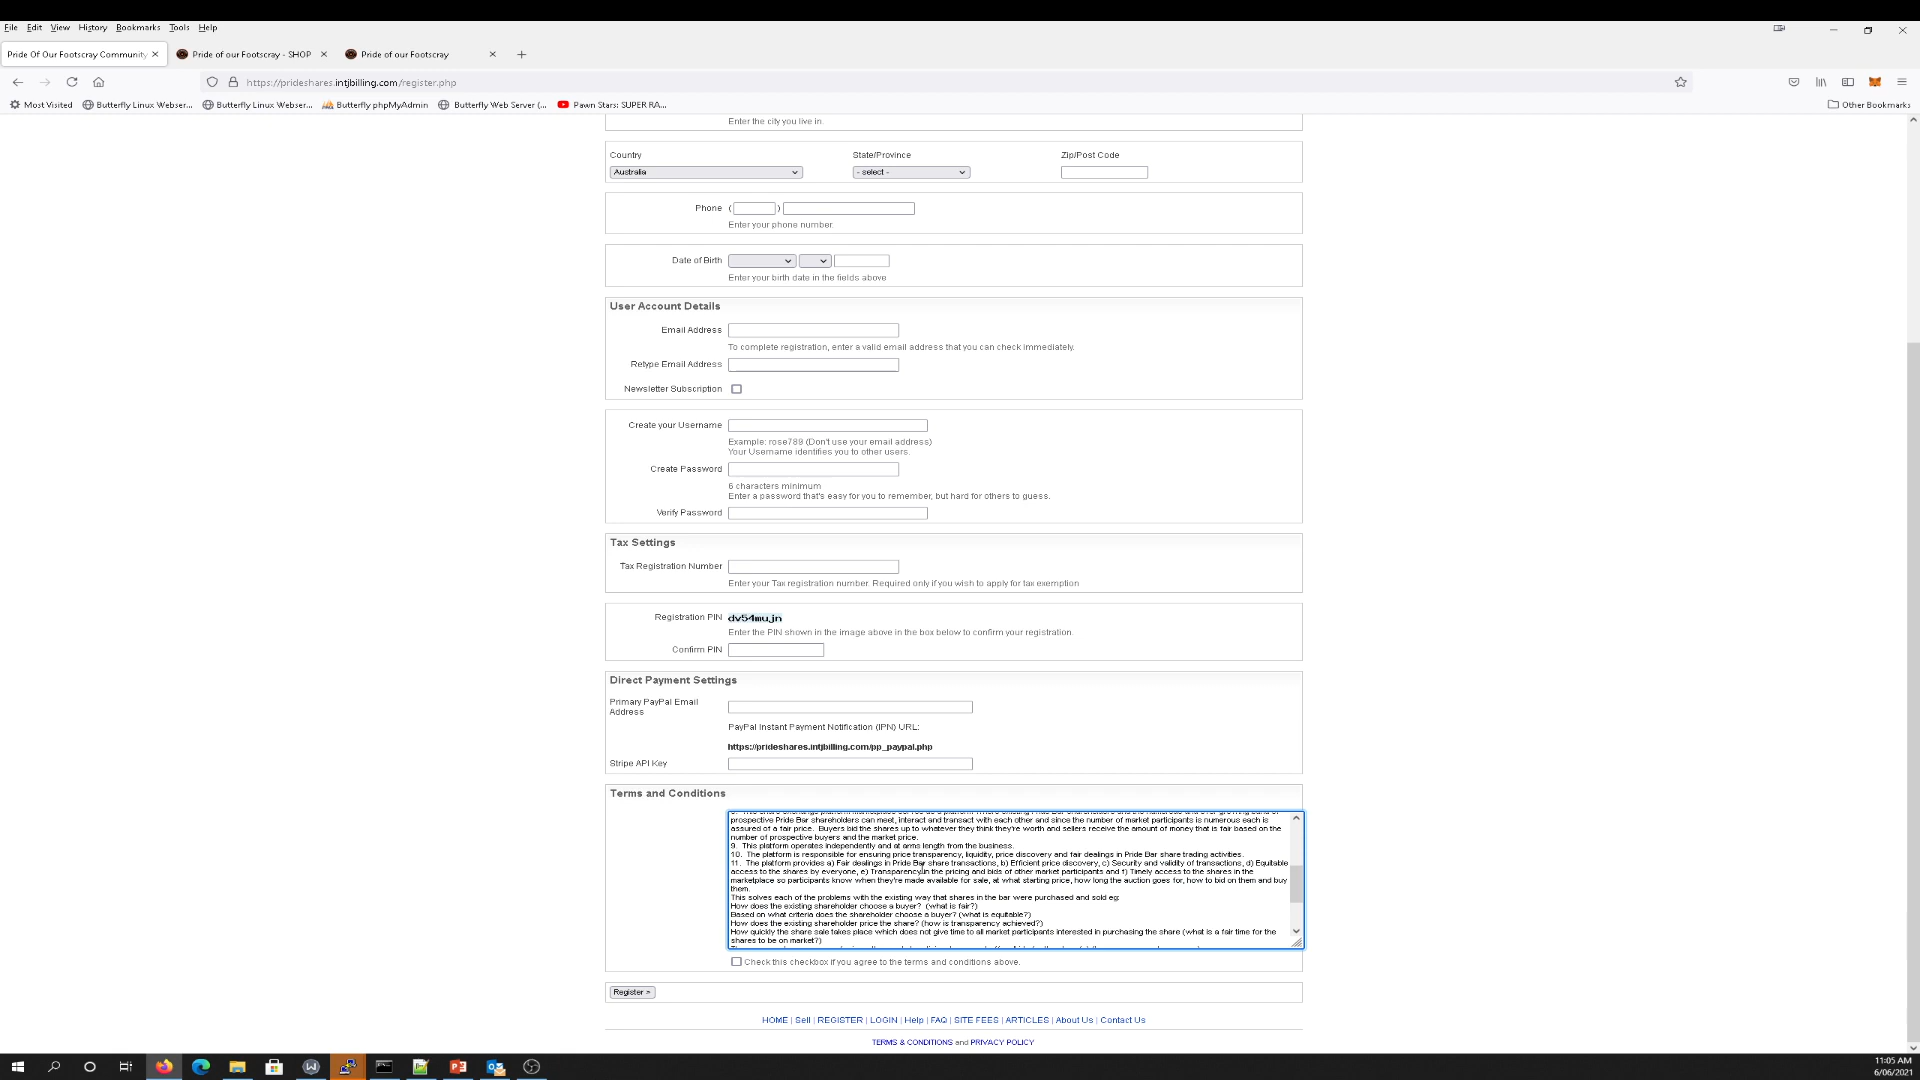 File Edit View History Bookmarks Tools Help
Pride Of Our Footscray Community
Pride of our Footscray - SHOP
Pride of our Footscray
https://prideshares.intjbilling.com/register.php
Most Visited
Butterfly Linux Webser...
Butterfly Linux Webser...
Butterfly phpMyAdmin
Butterfly Web Server (...
Pawn Stars: SUPER RA...
Other Bookmarks
Enter the city you live in.
Country State/Province Zip/Post Code
Australia - select -
Phone ( )
Enter your phone number.
Date of Birth
Enter your birth date in the fields above
User Account Details
Email Address
To complete registration, enter a valid email address that you can check immediately.
Retype Email Address
Newsletter Subscription
Create your Username
Example: rose789 (Don't use your email address)
Your Username identifies you to other users.
Create Password
6 characters minimum
Enter a password that's easy for you to remember, but hard for others to guess.
Verify Password
Tax Settings
Tax Registration Number
Enter your Tax registration number. Required only if you wish to apply for tax exemption
Registration PIN dv54mujn
Enter the PIN shown in the image above in the box below to confirm your registration.
Confirm PIN
Direct Payment Settings
Primary PayPal Email
Address
PayPal Instant Payment Notification (IPN) URL:
https://prideshares.intjbilling.com/pp_paypal.php
Stripe API Key
Terms and Conditions
prospective Pride Bar shareholders can meet, interact and transact with each other and since the number of market participants is numerous each is
assured of a fair price. Buyers bid the shares up to whatever they think they're worth and sellers receive the amount of money that is fair based on the
number of prospective buyers and the market price.
9. This platform operates independently and at arms length from the business.
10. The platform is responsible for ensuring price transparency, liquidity, price discovery and fair dealings in Pride Bar share trading activities.
11. The platform provides a) Fair dealings in Pride Bar share transactions, b) Efficient price discovery, c) Security and validity of transactions, d) Equitable
access to the shares by everyone, e) Transparency in the pricing and bids of other market participants and f) Timely access to the shares in the
marketplace so participants know when they're made available for sale, at what starting price, how long the auction goes for, how to bid on them and buy
them.
This solves each of the problems with the existing way that shares in the bar were purchased and sold eg:
How does the existing shareholder choose a buyer? (what is fair?)
Based on what criteria does the shareholder choose a buyer? (what is equitable?)
How does the existing shareholder price the share? (how is transparency achieved?)
How quickly the share sale takes place which does not give time to all market participants interested in purchasing the share (what is a fair time for the
shares to be on market?)
Check this checkbox if you agree to the terms and conditions above.
Register >
HOME | Sell | REGISTER | LOGIN | Help | FAQ | SITE FEES | ARTICLES | About Us | Contact Us
TERMS & CONDITIONS and PRIVACY POLICY
11:05 AM
6/06/2021